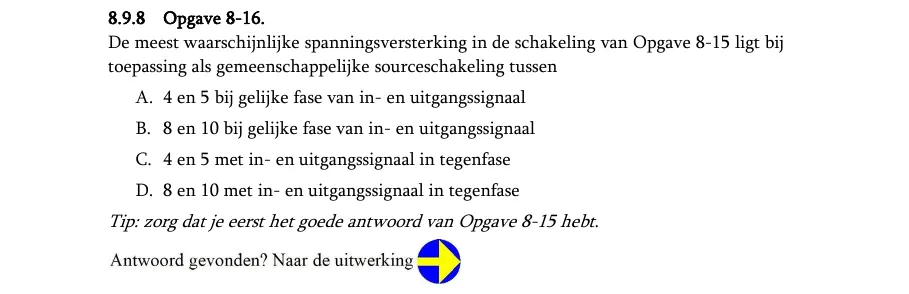 8.9.8 Opgave 8-16.
De meest waarschijnlijke spanningsversterking in de schakeling van Opgave 8-15 ligt bij
toepassing als gemeenschappelijke sourceschakeling tussen
A. 4 en 5 bij gelijke fase van in- en uitgangssignaal
B. 8 en 10 bij gelijke fase van in- en uitgangssignaal
C. 4 en 5 met in- en uitgangssignaal in tegenfase
D. 8 en 10 met in- en uitgangssignaal in tegenfase
Tip: zorg dat je eerst het goede antwoord van Opgave 8-15 hebt.
Antwoord gevonden? Naar de uitwerking